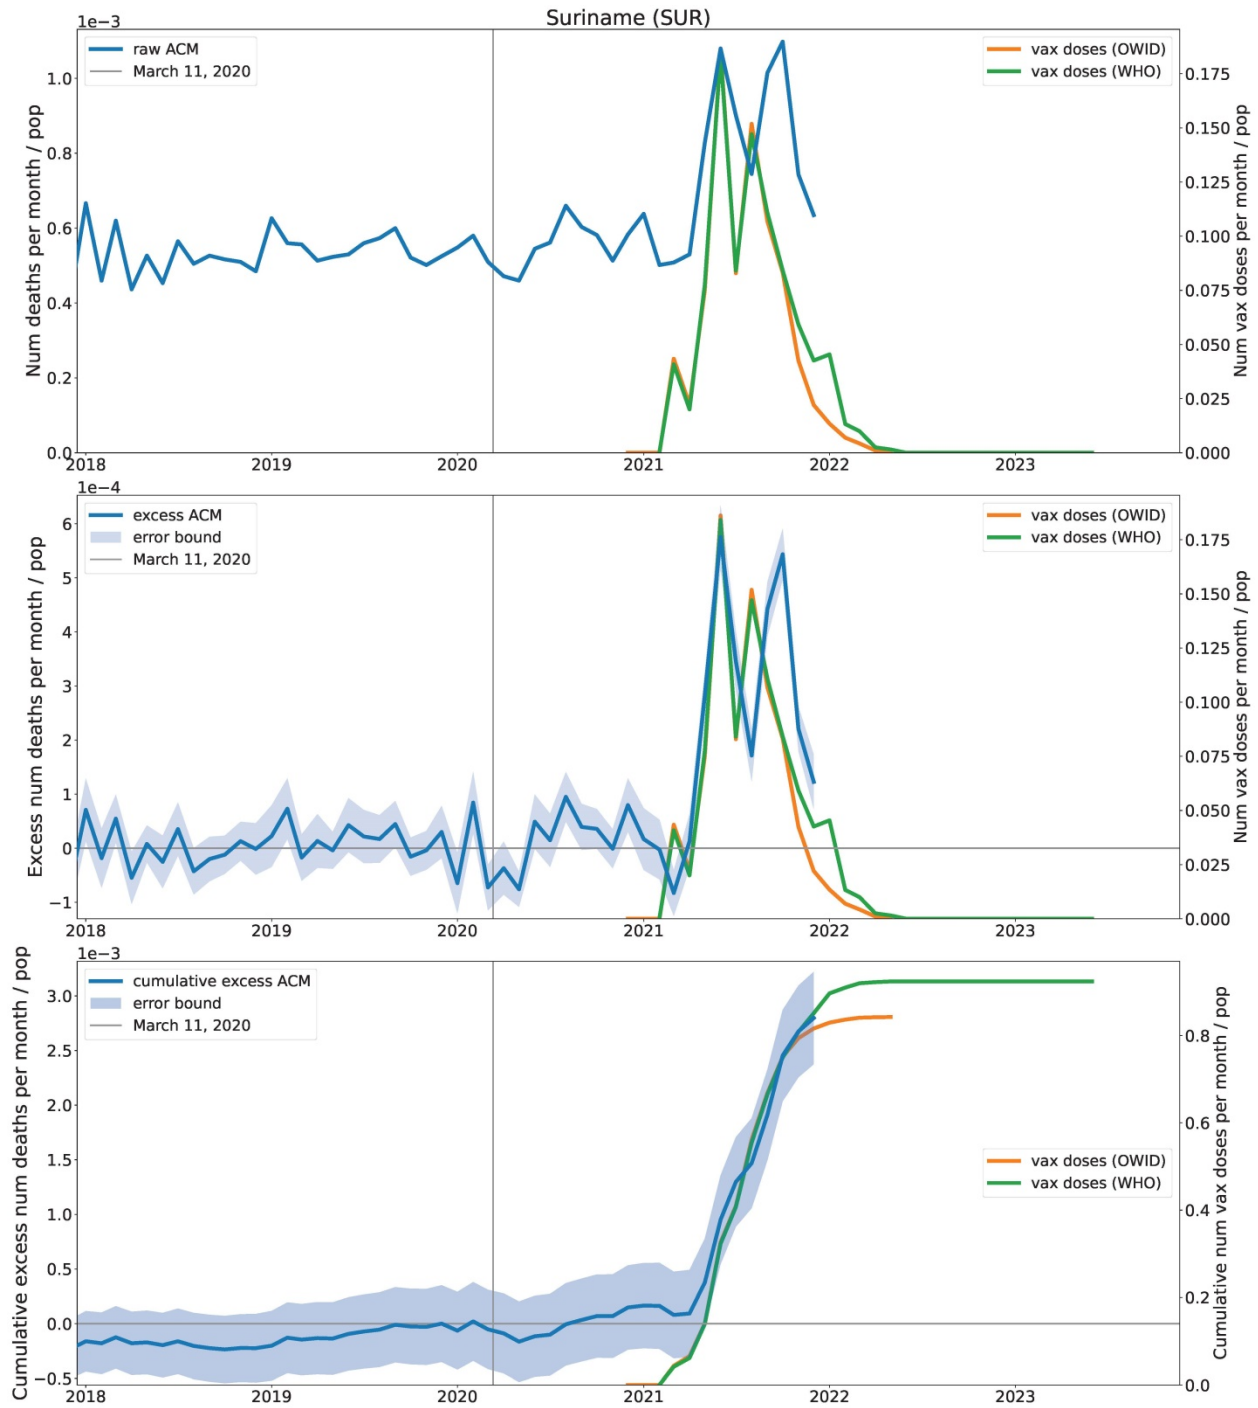 Suriname (SUR)
1e−3
raw ACM
March 11, 2020
vax doses (OWID)
vax doses (WHO)
Num deaths per month / pop
1.0
0.8
0.6
0.4
0.2
0.0
0.175
0.150
0.125
0.100
0.075
0.050
0.025
0.000
Num vax doses per month / pop
2018 2019 2020 2021 2022 2023
1e−4
excess ACM
error bound
March 11, 2020
vax doses (OWID)
vax doses (WHO)
Excess num deaths per month / pop
6
5
4
3
2
1
0
−1
0.175
0.150
0.125
0.100
0.075
0.050
0.025
0.000
Num vax doses per month / pop
2018 2019 2020 2021 2022 2023
1e−3
cumulative excess ACM
error bound
March 11, 2020
vax doses (OWID)
vax doses (WHO)
Cumulative excess num deaths per month / pop
3.0
2.5
2.0
1.5
1.0
0.5
0.0
−0.5
0.8
0.6
0.4
0.2
0.0
Cumulative num vax doses per month / pop
2018 2019 2020 2021 2022 2023